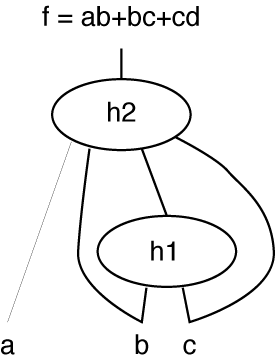 f = ab+bc+cd
h2
h1
a b c